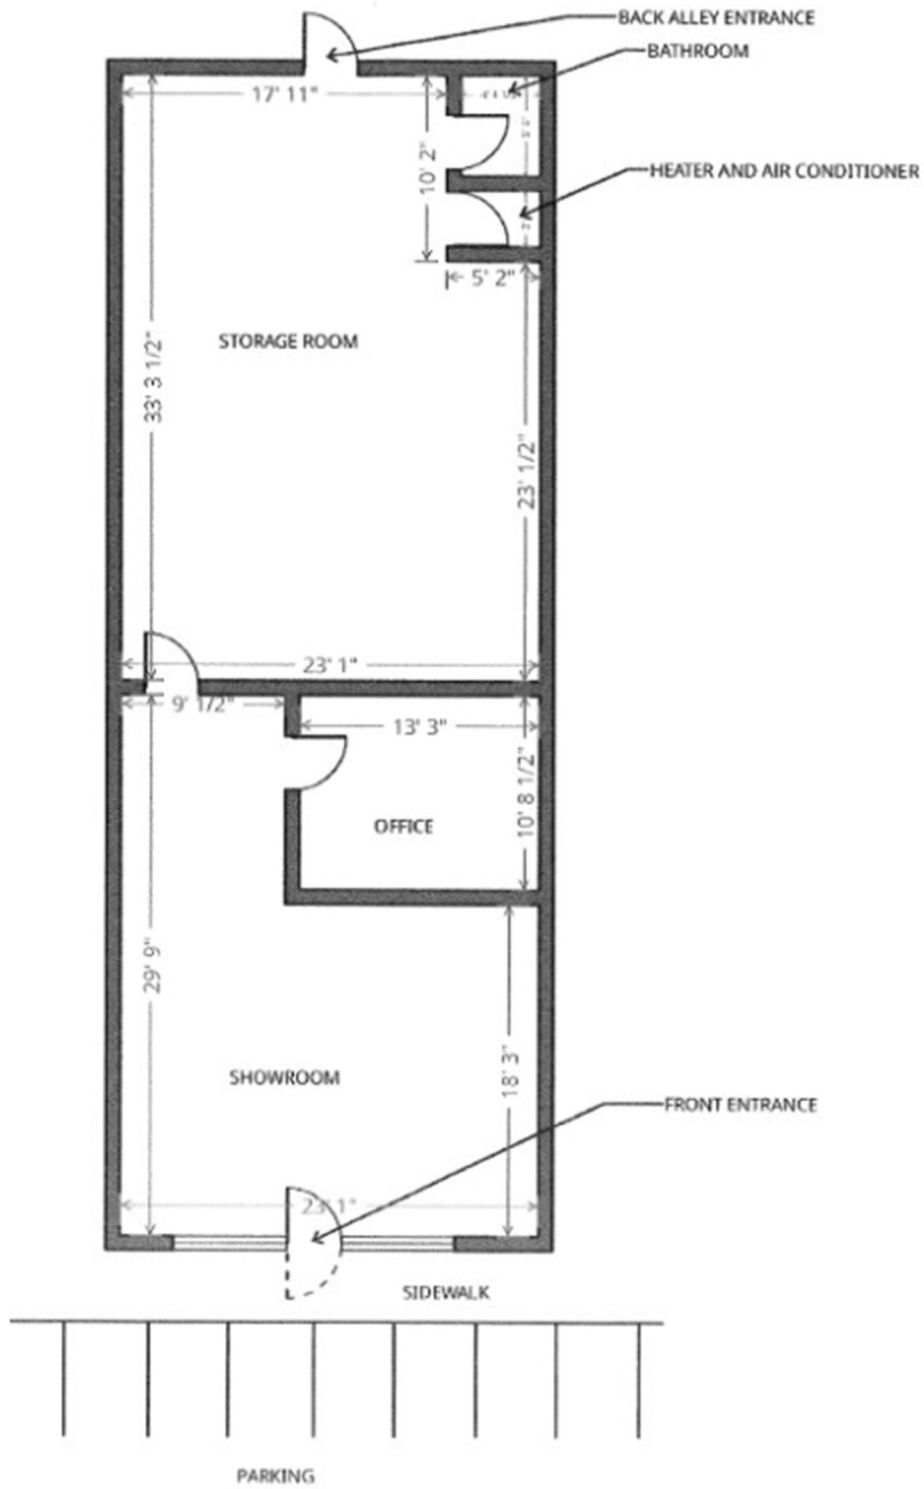 BACK ALLEY ENTRANCE
BATHROOM
17' 11"
10' 2"
HEATER AND AIR CONDITIONER
5' 2"
STORAGE ROOM
33' 3 1/2"
23' 1/2"
23' 1"
9' 1/2"
13' 3"
10' 8 1/2"
OFFICE
29' 9"
18' 3"
SHOWROOM
FRONT ENTRANCE
23' 1"
SIDEWALK
PARKING